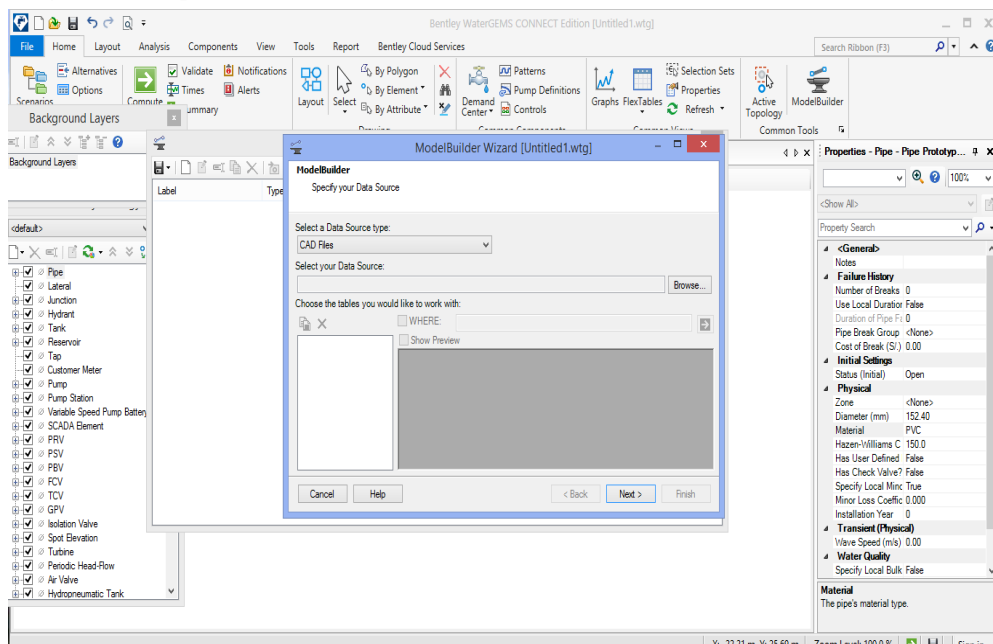 Bentley WaterGEMS CONNECT Edition [Untitled1.wtg]
File Home Layout Analysis Components View Tools Report Bentley Cloud Services
Search Ribbon (F3)
Scenarios
Alternatives
Options
Compute
Validate
Times
Summary
Notifications
Alerts
Layout
Select
By Polygon
By Element
By Attribute
Drawing
Demand Center
Patterns
Pump Definitions
Controls
Common Components
Graphs
FlexTables
Selection Sets
Properties
Refresh
Common Views
Active Topology
ModelBuilder
Common Tools
Background Layers
Background Layers
<default>
Pipe
Lateral
Junction
Hydrant
Tank
Reservoir
Tap
Customer Meter
Pump
Pump Station
Variable Speed Pump Battery
SCADA Element
PRV
PSV
PBV
FCV
TCV
GPV
Isolation Valve
Spot Elevation
Turbine
Periodic Head-Flow
Air Valve
Hydropneumatic Tank
Label Type
ModelBuilder Wizard [Untitled1.wtg]
ModelBuilder
Specify your Data Source
Select a Data Source type:
CAD Files
Select your Data Source:
Browse...
Choose the tables you would like to work with:
WHERE:
Show Preview
Cancel Help < Back Next > Finish
Properties - Pipe - Pipe Prototyp...
100%
<Show All>
Property Search
<General>
Notes
Failure History
Number of Breaks 0
Use Local Duration False
Duration of Pipe Fa 0
Pipe Break Group <None>
Cost of Break (S/.) 0.00
Initial Settings
Status (Initial) Open
Physical
Zone <None>
Diameter (mm) 152.40
Material PVC
Hazen-Williams C 150.0
Has User Defined False
Has Check Valve? False
Specify Local Minc True
Minor Loss Coeffic 0.000
Installation Year 0
Transient (Physical)
Wave Speed (m/s) 0.00
Water Quality
Specify Local Bulk False
Material
The pipe's material type.